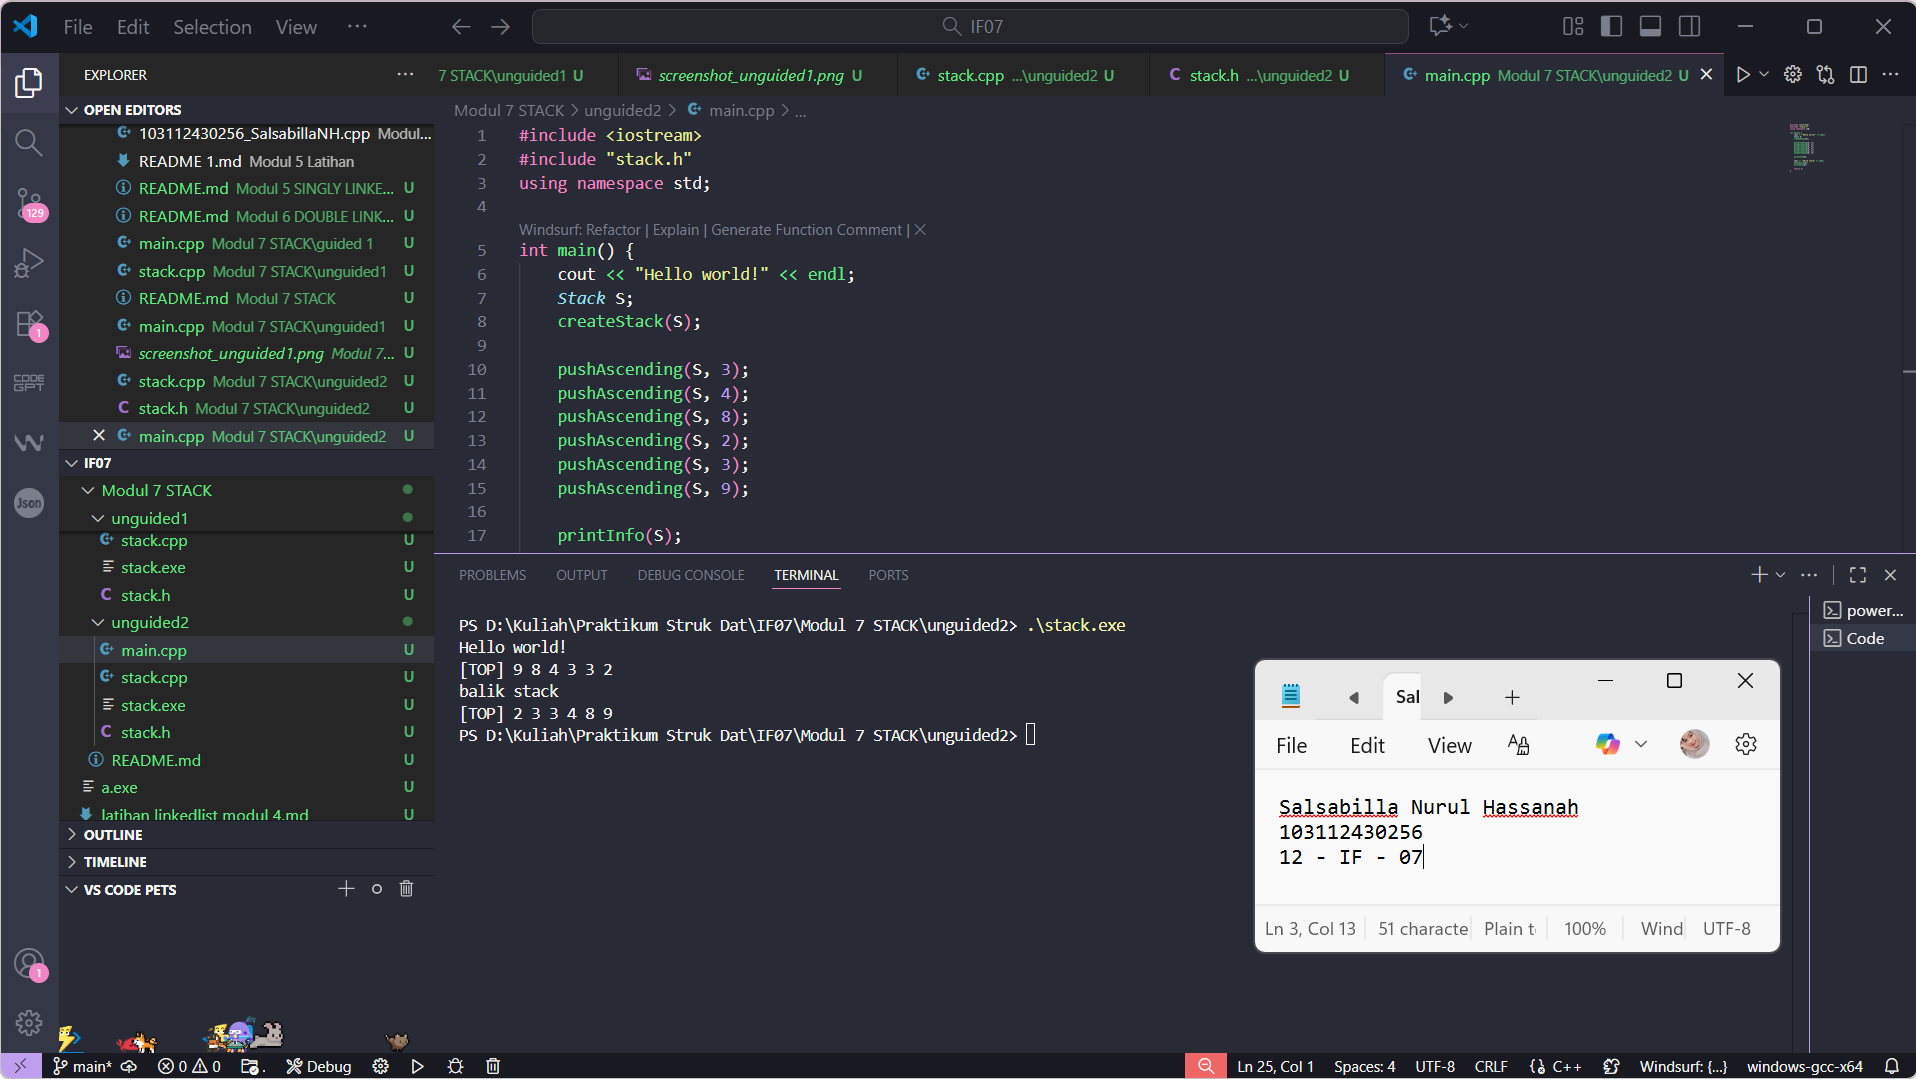 File Edit Selection View ···
IF07
EXPLORER ···
7 STACK\unguided1 U
screenshot_unguided1.png U
stack.cpp ...\unguided2 U
stack.h ...\unguided2 U
main.cpp Modul 7 STACK\unguided2 U
OPEN EDITORS
103112430256_SalsabillaNH.cpp Modul...
README 1.md Modul 5 Latihan
README.md Modul 5 SINGLY LINKE... U
README.md Modul 6 DOUBLE LINK... U
main.cpp Modul 7 STACK\guided 1 U
stack.cpp Modul 7 STACK\unguided1 U
README.md Modul 7 STACK U
main.cpp Modul 7 STACK\unguided1 U
screenshot_unguided1.png Modul 7... U
stack.cpp Modul 7 STACK\unguided2 U
stack.h Modul 7 STACK\unguided2 U
main.cpp Modul 7 STACK\unguided2 U
IF07
Modul 7 STACK
unguided1
stack.cpp U
stack.exe U
stack.h U
unguided2
main.cpp U
stack.cpp U
stack.exe U
stack.h U
README.md U
a.exe U
latihan linkedlist modul 4.md U
OUTLINE
TIMELINE
VS CODE PETS
129
1
CODE
GPT
Json
1
Modul 7 STACK > unguided2 > main.cpp > ...
1 #include <iostream>
2 #include "stack.h"
3 using namespace std;
4
Windsurf: Refactor | Explain | Generate Function Comment | ×
5 int main() {
6 cout << "Hello world!" << endl;
7 Stack S;
8 createStack(S);
9
10 pushAscending(S, 3);
11 pushAscending(S, 4);
12 pushAscending(S, 8);
13 pushAscending(S, 2);
14 pushAscending(S, 3);
15 pushAscending(S, 9);
16
17 printInfo(S);
PROBLEMS OUTPUT DEBUG CONSOLE TERMINAL PORTS
PS D:\Kuliah\Praktikum Struk Dat\IF07\Modul 7 STACK\unguided2> .\stack.exe
Hello world!
[TOP] 9 8 4 3 3 2
balik stack
[TOP] 2 3 3 4 8 9
PS D:\Kuliah\Praktikum Struk Dat\IF07\Modul 7 STACK\unguided2>
power...
Code
Sal
File Edit View
Salsabilla Nurul Hassanah
103112430256
12 - IF - 07
Ln 3, Col 13 51 characte Plain t 100% Wind UTF-8
main* 0 0 Debug
Ln 25, Col 1 Spaces: 4 UTF-8 CRLF {} C++ Windsurf: {...} windows-gcc-x64